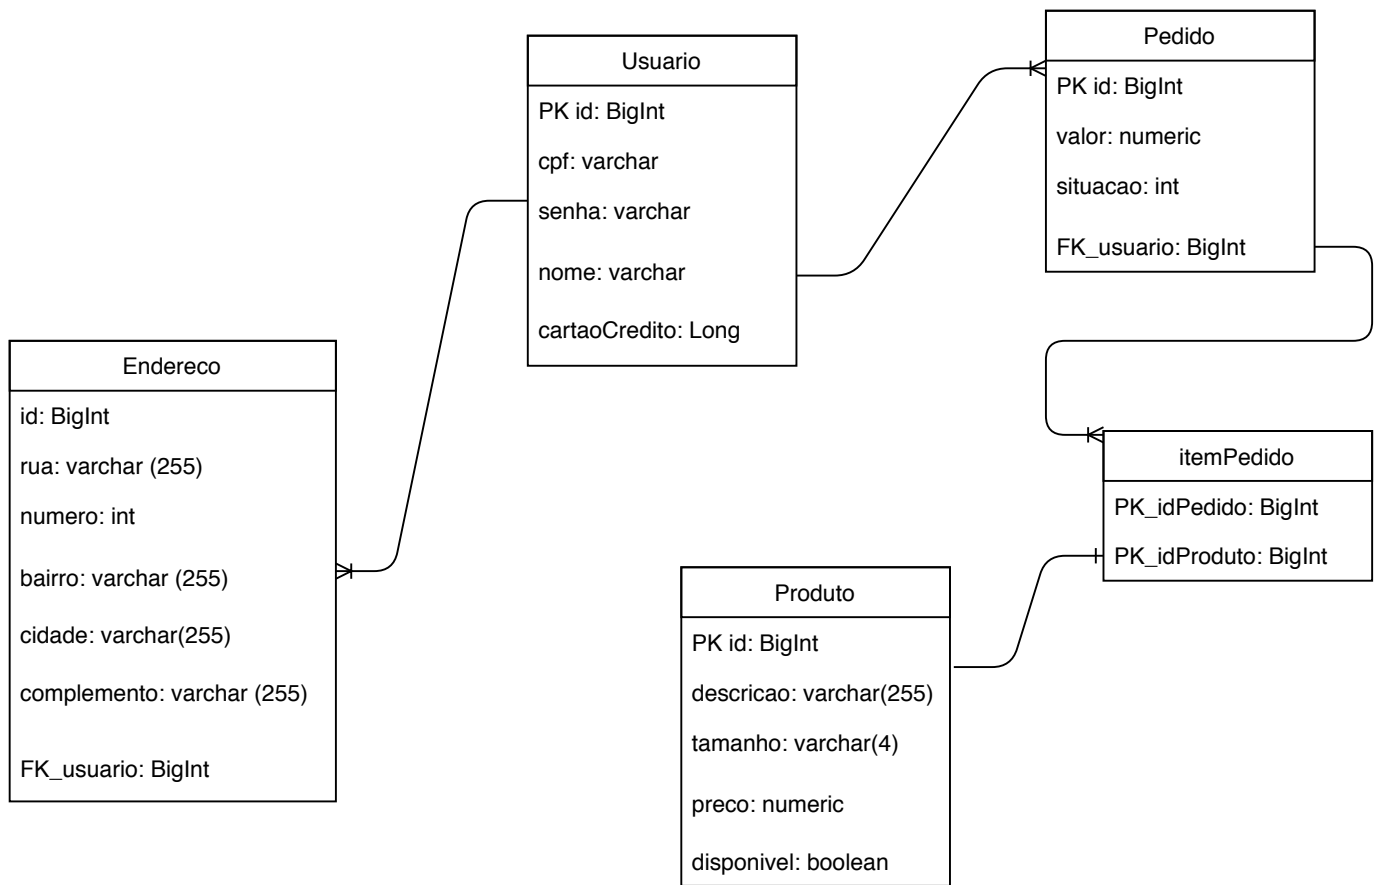 Usuario
PK id: BigInt
cpf: varchar
senha: varchar
nome: varchar
cartaoCredito: Long
Pedido
PK id: BigInt
valor: numeric
situacao: int
FK_usuario: BigInt
Endereco
id: BigInt
rua: varchar (255)
numero: int
bairro: varchar (255)
cidade: varchar(255)
complemento: varchar (255)
FK_usuario: BigInt
itemPedido
PK_idPedido: BigInt
PK_idProduto: BigInt
Produto
PK id: BigInt
descricao: varchar(255)
tamanho: varchar(4)
preco: numeric
disponivel: boolean